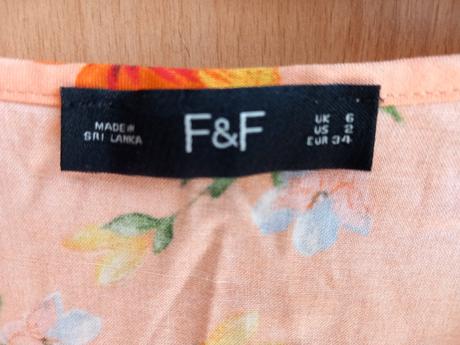 MADE IN
SRI LANKA
F&F
UK 6
US 2
EUR 34